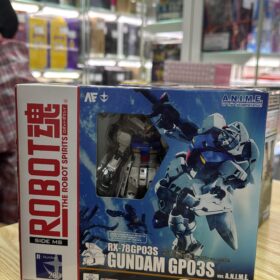 ROBOT魂
THE ROBOT SPIRITS
SIDE MS
A.N.I.M.E.
RX-78GP03S
GUNDAM GP03S
ver. A.N.I.M.E.